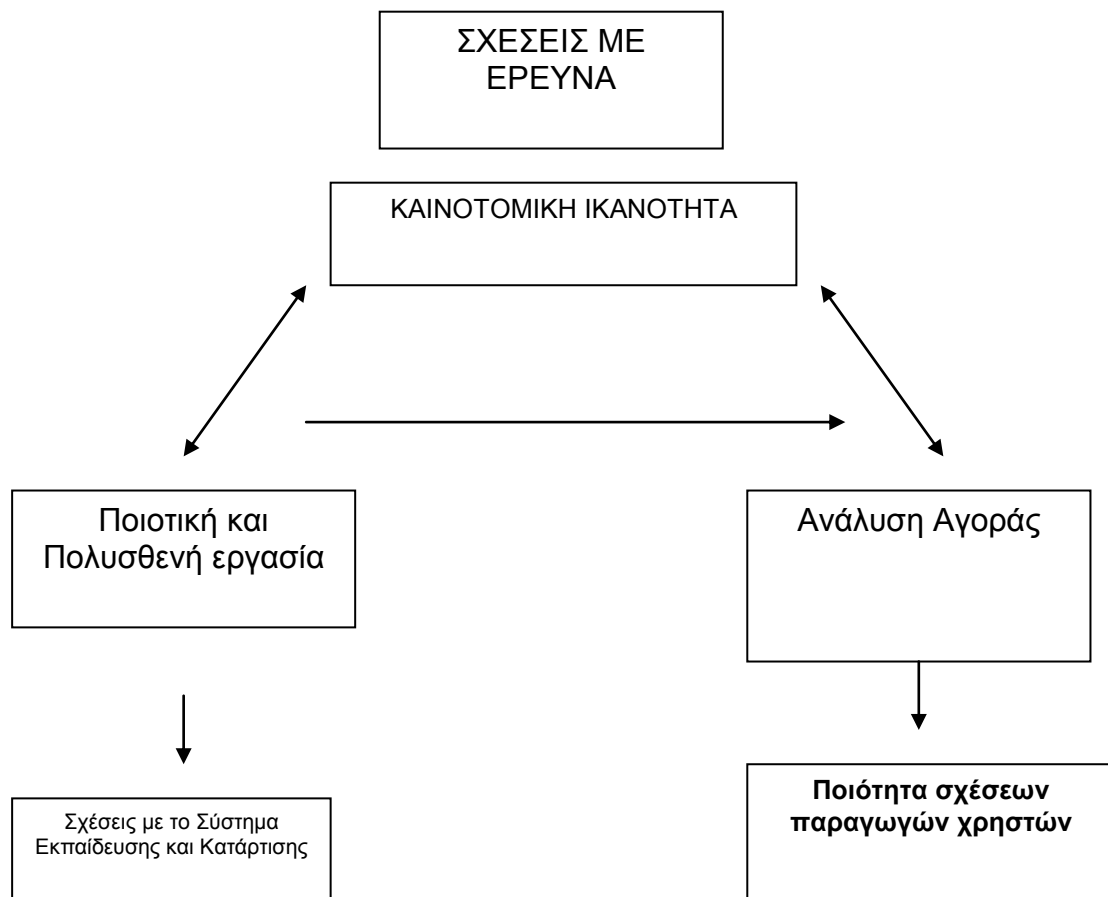 ΣΧΕΣΕΙΣ ΜΕ
ΕΡΕΥΝΑ
ΚΑΙΝΟΤΟΜΙΚΗ ΙΚΑΝΟΤΗΤΑ
Ποιοτική και
Πολυσθενή εργασία
Ανάλυση Αγοράς
Σχέσεις με το Σύστημα
Εκπαίδευσης και Κατάρτισης
Ποιότητα σχέσεων
παραγωγών χρηστών